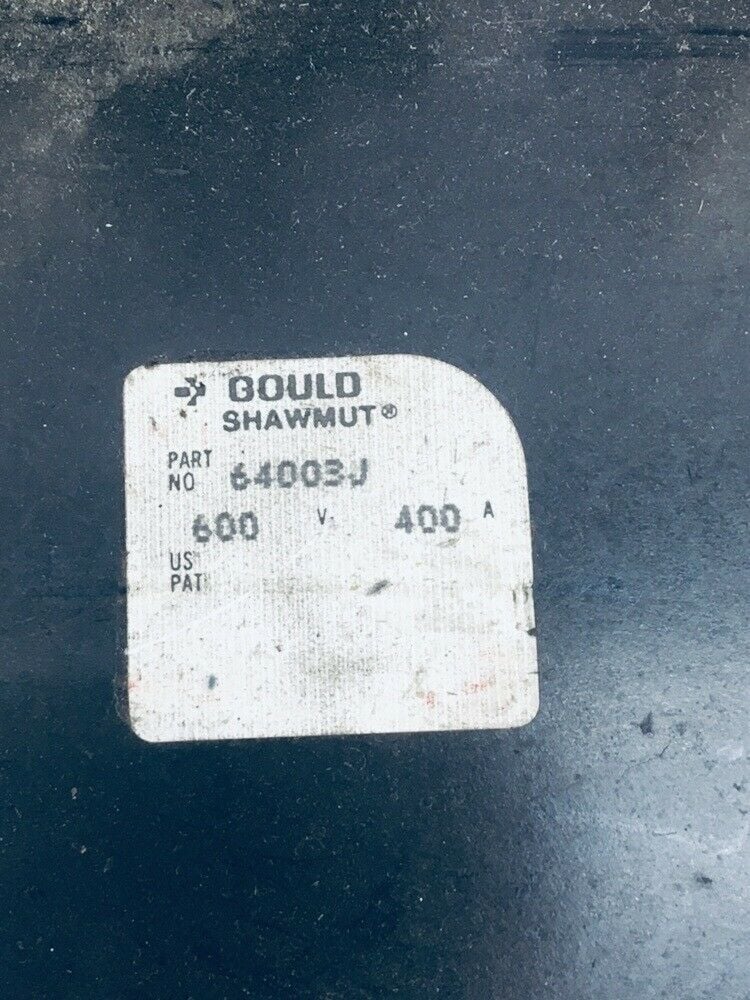 GOULD
SHAWMUT®
PART NO 64003J
600 V 400 A
US PAT